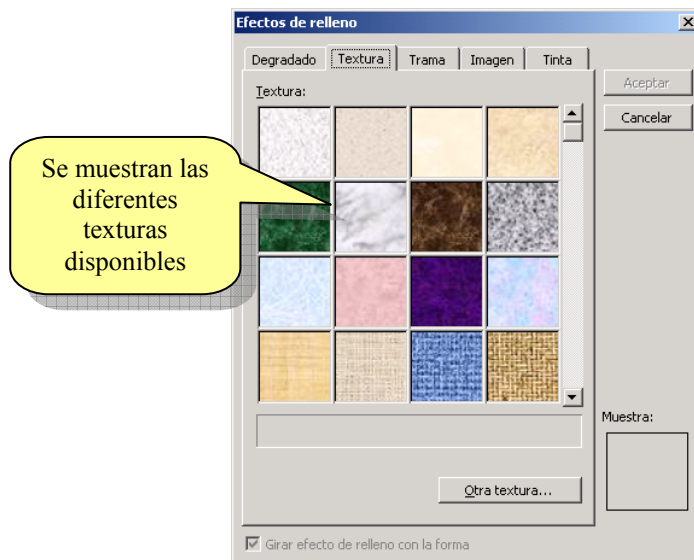 Efectos de relleno
Degradado
Textura
Trama
Imagen
Tinta
Textura:
Aceptar
Cancelar
Se muestran las
diferentes
texturas
disponibles
Muestra:
Otra textura...
Girar efecto de relleno con la forma